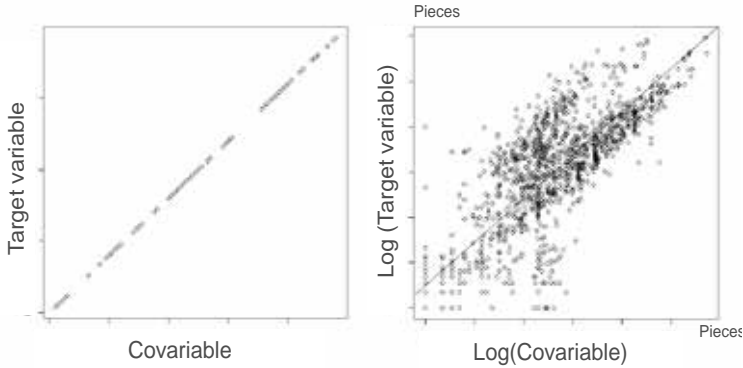 Pieces
Target variable
Covariable
Log (Target variable)
Log(Covariable)
Pieces